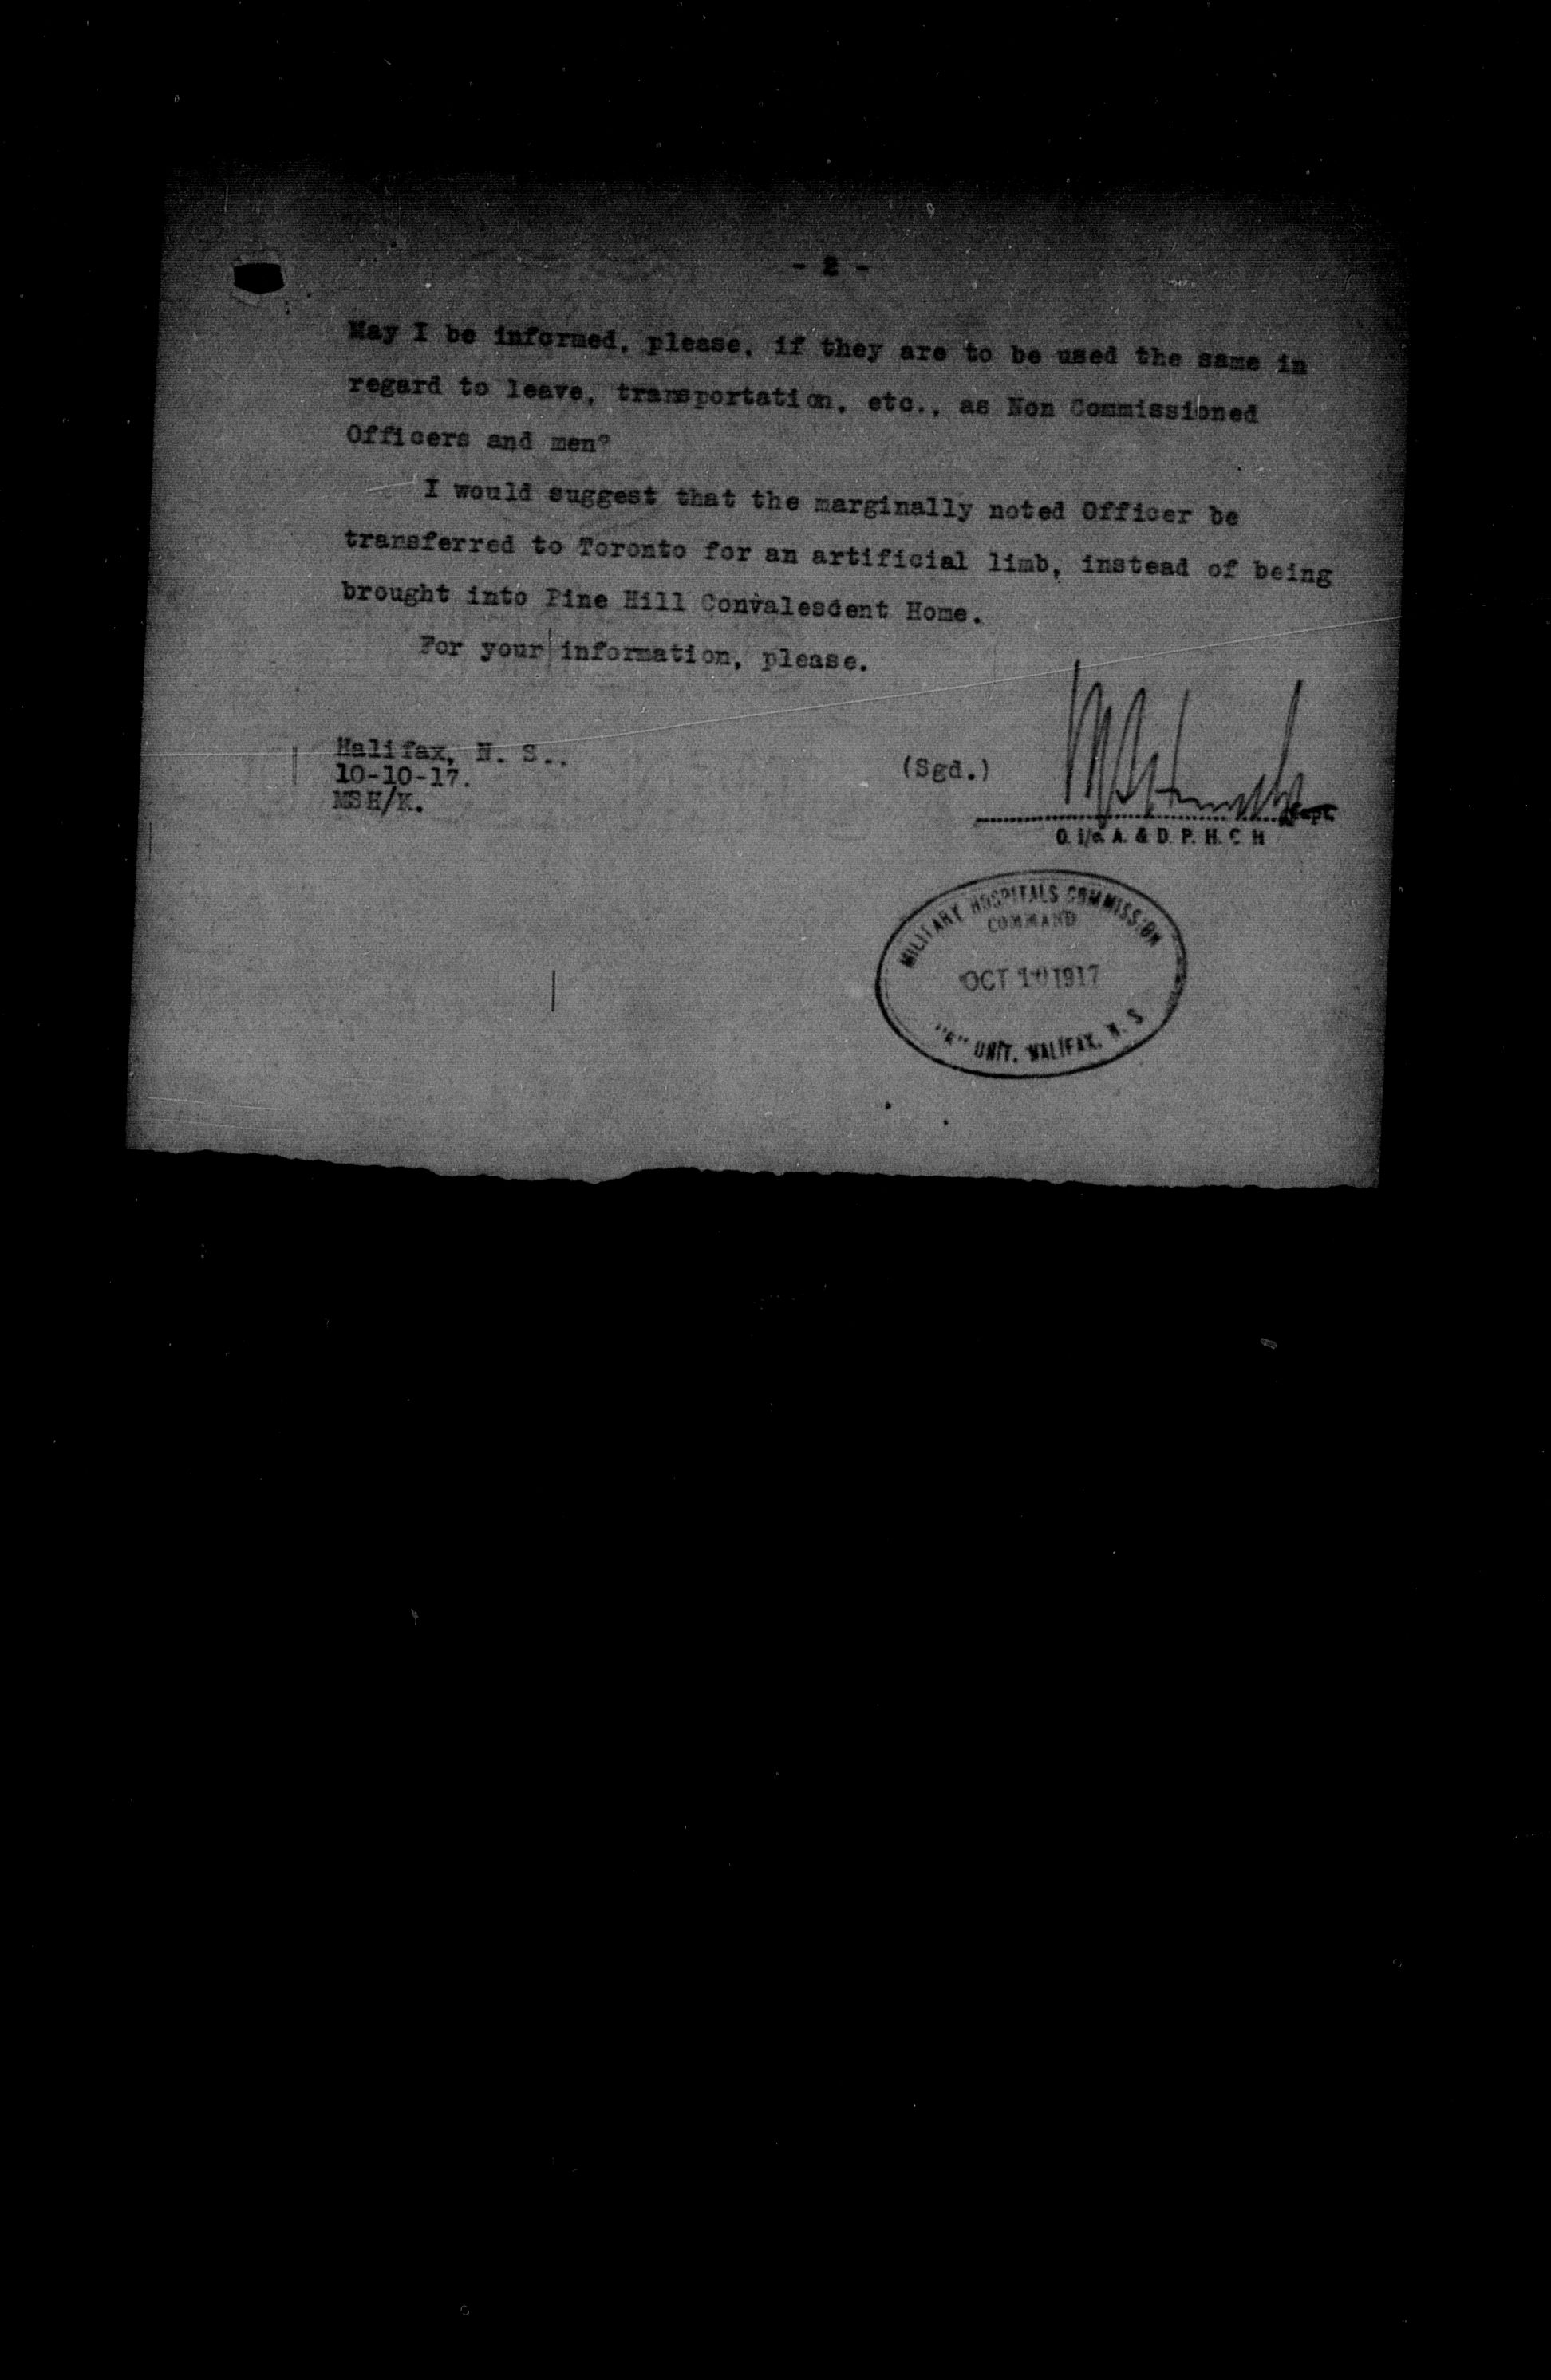 - 2 -
May I be informed, please, if they are to be used the same in
regard to leave, transportation, etc., as Non Commissioned
Officers and men?
I would suggest that the marginally noted Officer be
transferred to Toronto for an artificial limb, instead of being
brought into Pine Hill Convalesdent Home.
For your information, please.
Halifax, N. S..
10-10-17.
MSH/K.
(Sgd.)
Capt
O. i/c A. & D. P. H. C. H
MILITARY HOSPITALS COMMISSION
COMMAND
OCT 10 1917
UNIT, HALIFAX, N. S.